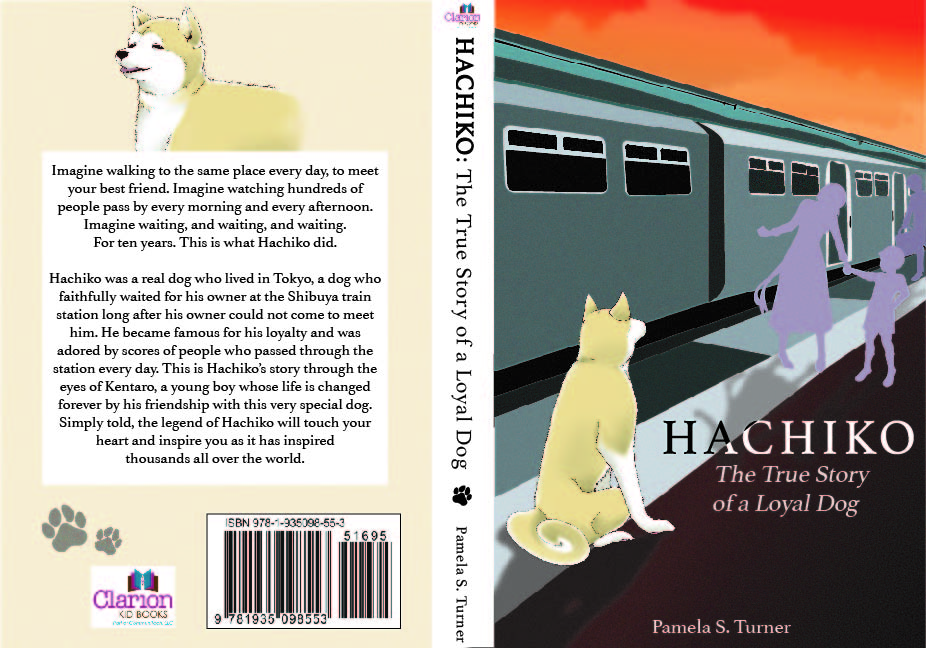 Imagine walking to the same place every day, to meet
your best friend. Imagine watching hundreds of
people pass by every morning and every afternoon.
Imagine waiting, and waiting, and waiting.
For ten years. This is what Hachiko did.
Hachiko was a real dog who lived in Tokyo, a dog who
faithfully waited for his owner at the Shibuya train
station long after his owner could not come to meet
him. He became famous for his loyalty and was
adored by scores of people who passed through the
station every day. This is Hachiko's story through the
eyes of Kentaro, a young boy whose life is changed
forever by his friendship with this very special dog.
Simply told, the legend of Hachiko will touch your
heart and inspire you as it has inspired
thousands all over the world.
Clarion
KID BOOKS
ISBN 978-1-935098-55-3
51695
9 781935 098553
Clarion
HACHIKO: The True Story of a Loyal Dog
Pamela S. Turner
HACHIKO
The True Story
of a Loyal Dog
Pamela S. Turner